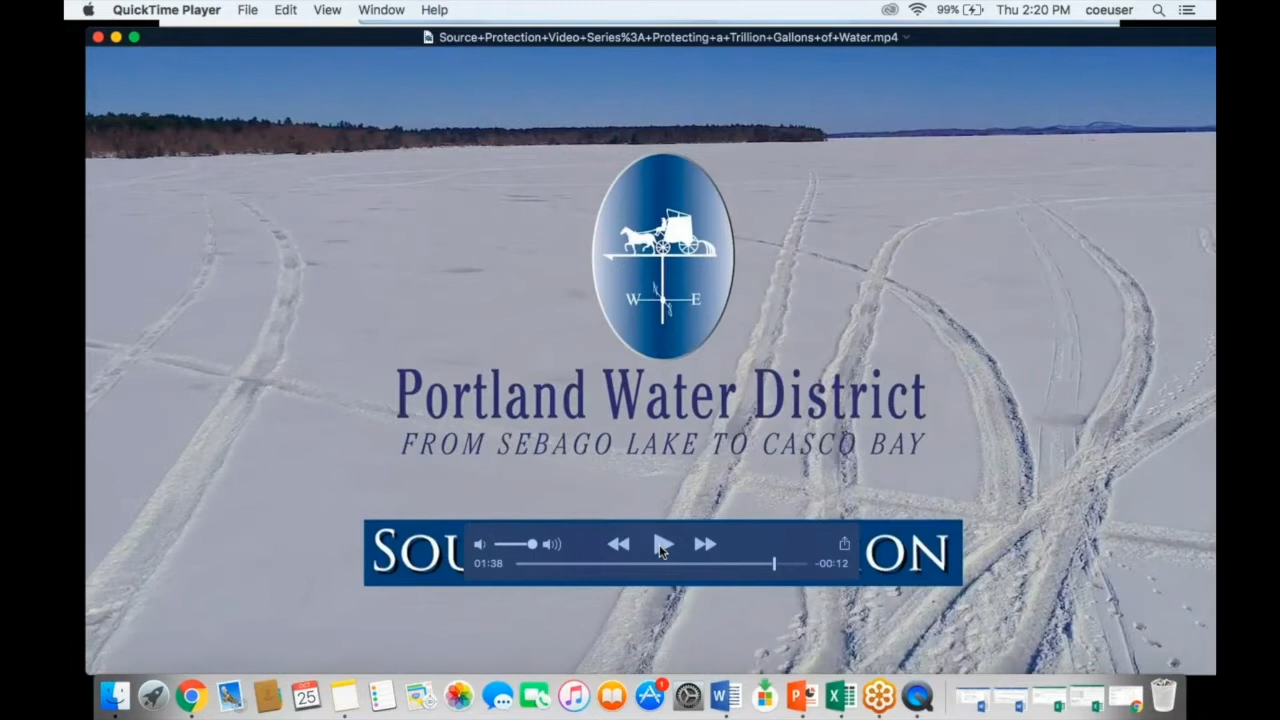 QuickTime Player File Edit View Window Help 99% Thu 2:20 PM coeuser
Source+Protection+Video+Series%3A+Protecting+a+Trillion+Gallons+of+Water.mp4
W E
Portland Water District
FROM SEBAGO LAKE TO CASCO BAY
SOU ON
01:38 -00:12
OCT
25
1
W P X